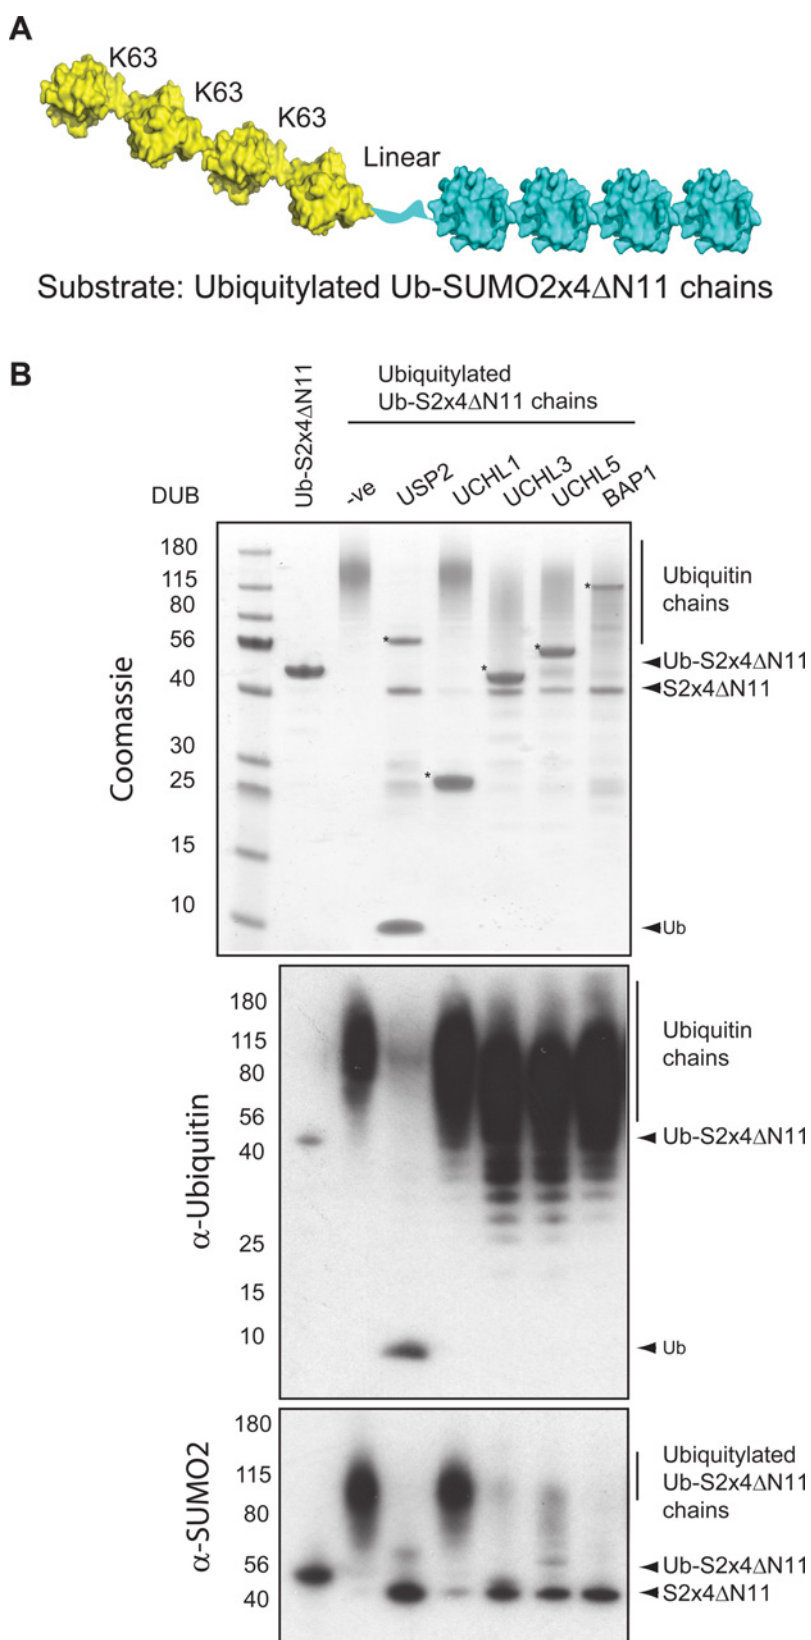 A
K63
K63
K63
Linear
Substrate: Ubiquitylated Ub-SUMO2x4ΔN11 chains
B
Ubiquitylated
Ub-S2x4ΔN11 chains
DUB
Ub-S2x4ΔN11
-ve
USP2
UCHL1
UCHL3
UCHL5
BAP1
Coomassie
180
115
80
56
40
30
25
15
10
*
*
*
*
*
Ubiquitin
chains
Ub-S2x4ΔN11
S2x4ΔN11
Ub
α-Ubiquitin
180
115
80
56
40
25
15
10
Ubiquitin
chains
Ub-S2x4ΔN11
Ub
α-SUMO2
180
115
80
56
40
Ubiquitylated
Ub-S2x4ΔN11
chains
Ub-S2x4ΔN11
S2x4ΔN11